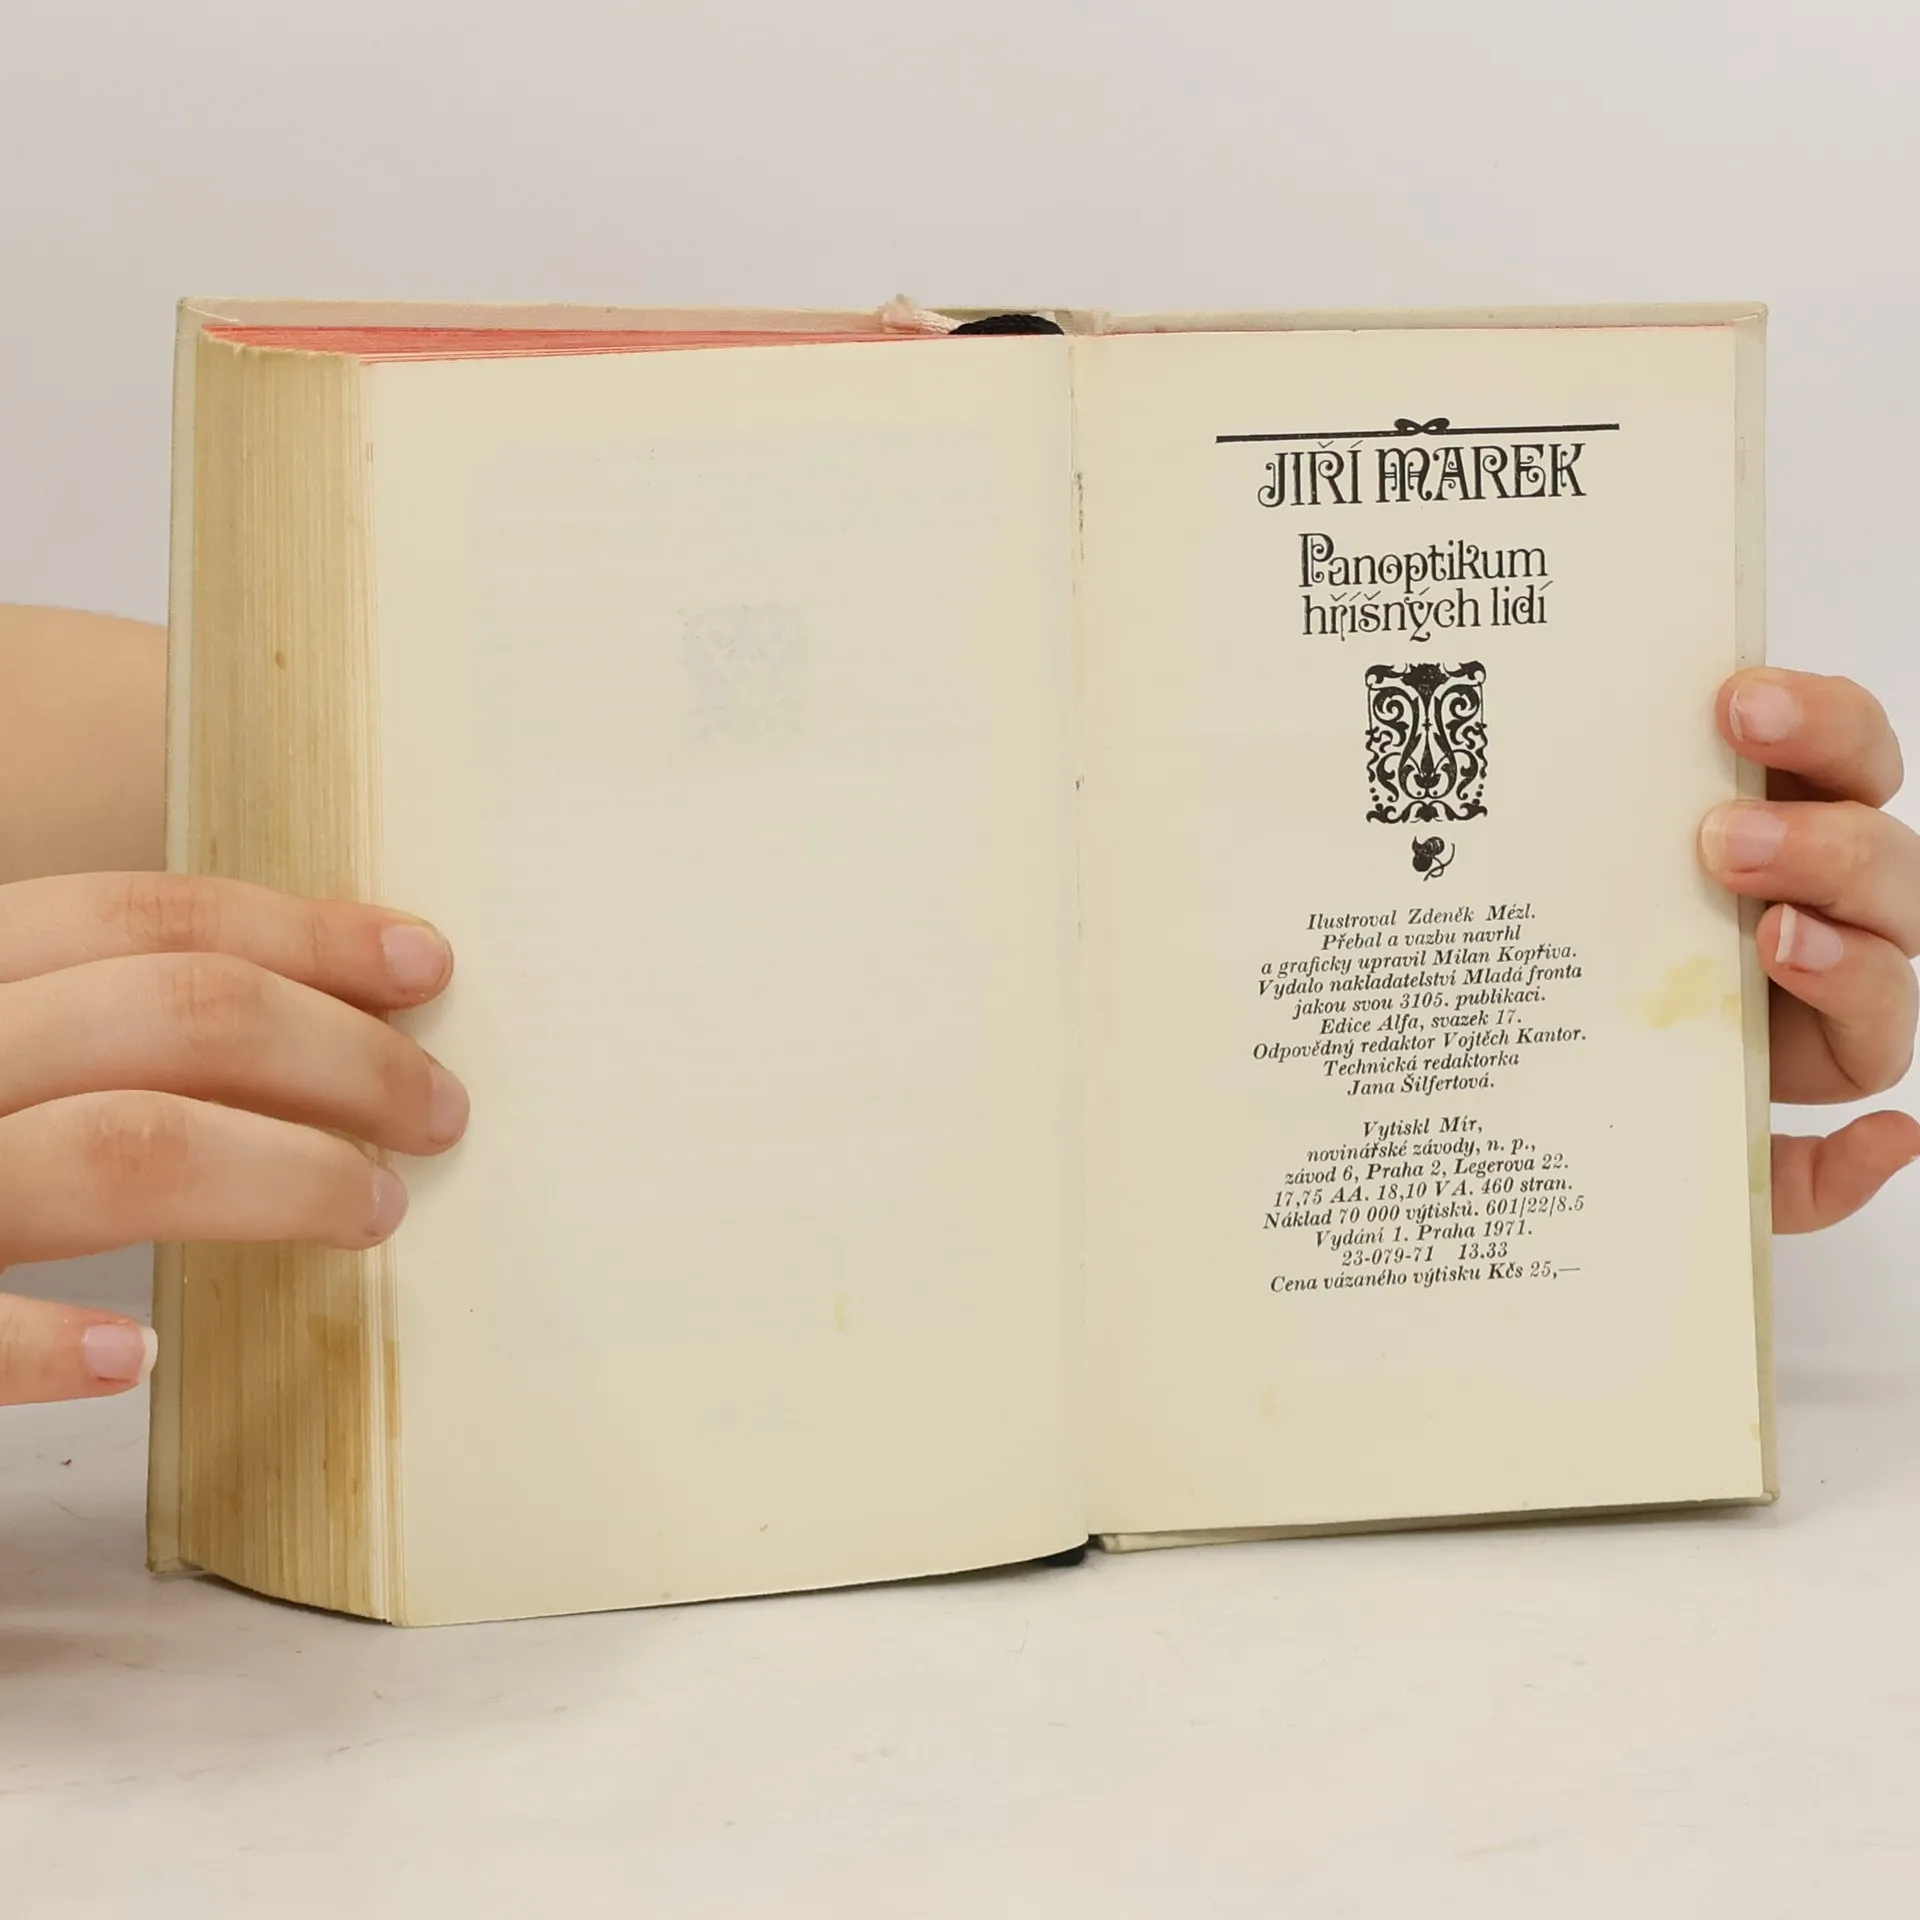 JIŘÍ MAREK
Panoptikum
hříšných lidí
Ilustroval Zdeněk Mézl.
Přebal a vazbu navrhl
a graficky upravil Milan Kopřiva.
Vydalo nakladatelství Mladá fronta
jakou svou 3105. publikaci.
Edice Alfa, svazek 17.
Odpovědný redaktor Vojtěch Kantor.
Technická redaktorka
Jana Šilfertová.
Vytiskl Mír,
novinářské závody, n. p.,
závod 6, Praha 2, Legerova 22.
17,75 AA. 18,10 VA. 460 stran.
Náklad 70 000 výtisků. 601/22/8.5
Vydání 1. Praha 1971.
23-079-71 13.33
Cena vázaného výtisku Kčs 25,—